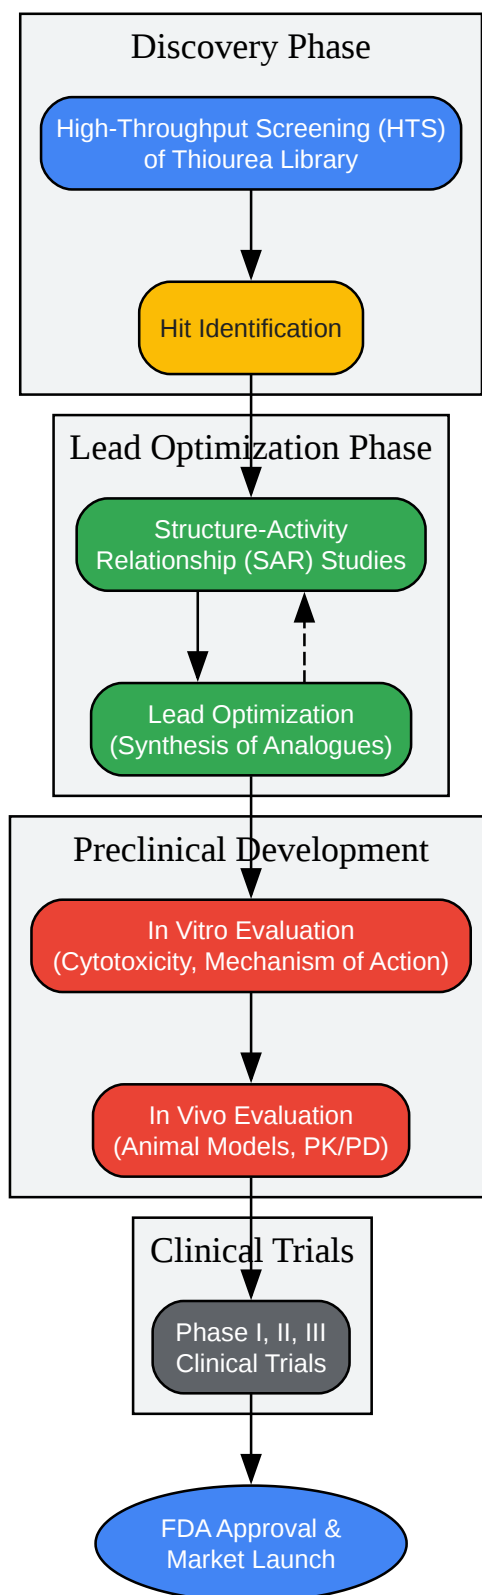 Discovery Phase
High-Throughput Screening (HTS)
of Thiourea Library
Hit Identification
Lead Optimization Phase
Structure-Activity
Relationship (SAR) Studies
Lead Optimization
(Synthesis of Analogues)
Preclinical Development
In Vitro Evaluation
(Cytotoxicity, Mechanism of Action)
In Vivo Evaluation
(Animal Models, PK/PD)
Clinical Trials
Phase I, II, III
Clinical Trials
FDA Approval &
Market Launch